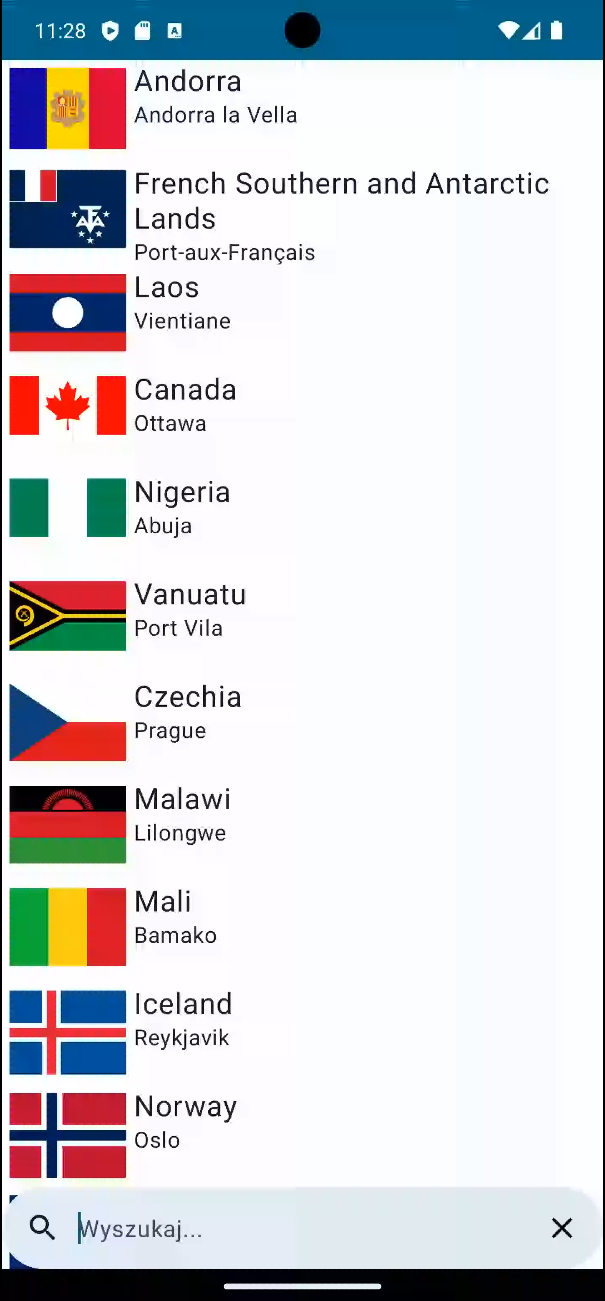 11:28
A
Andorra
Andorra la Vella
French Southern and Antarctic
Lands
Port-aux-Français
Laos
Vientiane
Canada
Ottawa
Nigeria
Abuja
Vanuatu
Port Vila
Czechia
Prague
Malawi
Lilongwe
Mali
Bamako
Iceland
Reykjavik
Norway
Oslo
Wyszukaj...